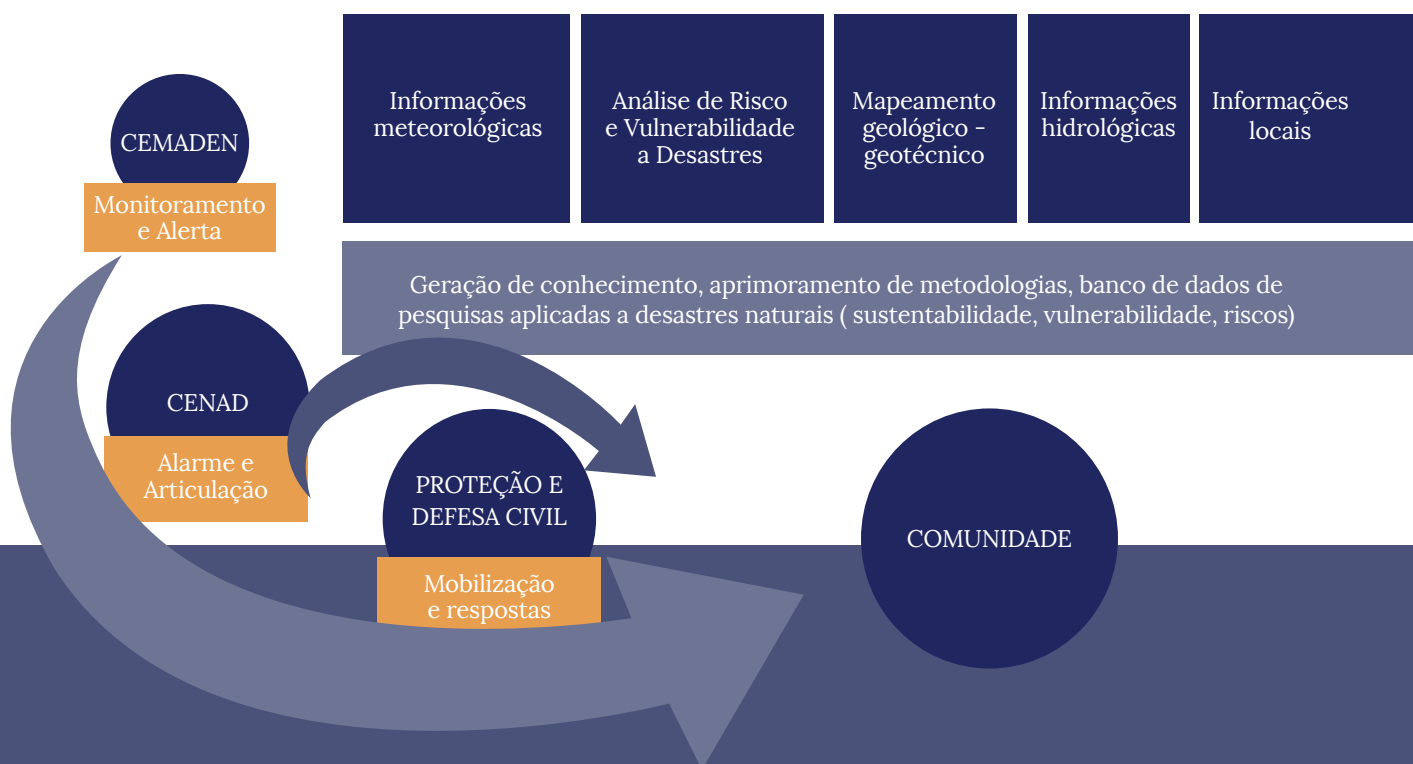 CEMADEN
Monitoramento
e Alerta
Informações
meteorológicas
Análise de Risco
e Vulnerabilidade
a Desastres
Mapeamento
geológico -
geotécnico
Informações
hidrológicas
Informações
locais
Geração de conhecimento, aprimoramento de metodologias, banco de dados de
pesquisas aplicadas a desastres naturais ( sustentabilidade, vulnerabilidade, riscos)
CENAD
Alarme e
Articulação
PROTEÇÃO E
DEFESA CIVIL
Mobilização
e respostas
COMUNIDADE